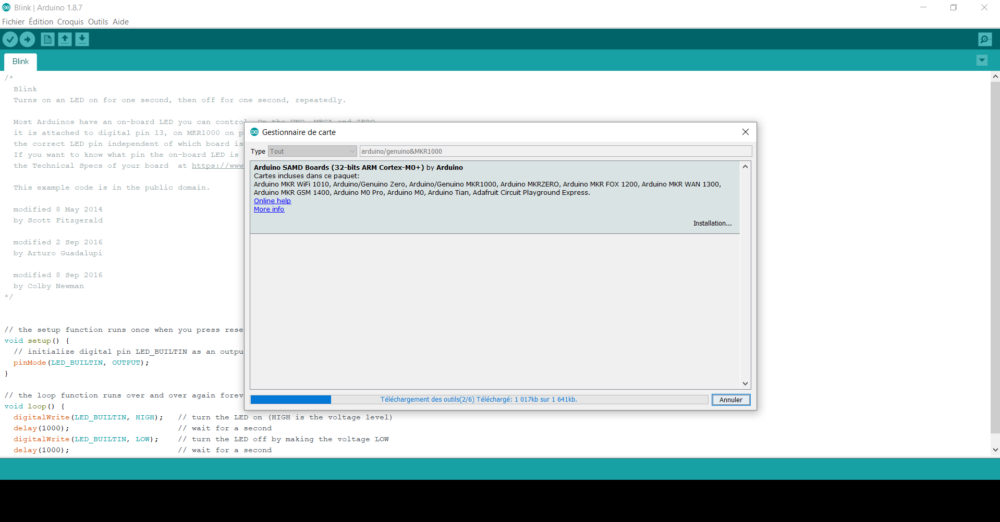 Blink | Arduino 1.8.7
Fichier Édition Croquis Outils Aide
Blink
/*
Blink
Turns on an LED on for one second, then off for one second, repeatedly.
Most Arduinos have an on-board LED you can control. On the UNO, MEGA and ZERO
it is attached to digital pin 13, on MKR1000 on p
the correct LED pin independent of which board is
If you want to know what pin the on-board LED is
the Technical Specs of your board at https://www
This example code is in the public domain.
modified 8 May 2014
by Scott Fitzgerald
modified 2 Sep 2016
by Arturo Guadalupi
modified 8 Sep 2016
by Colby Newman
*/
// the setup function runs once when you press rese
void setup() {
// initialize digital pin LED_BUILTIN as an outpu
pinMode(LED_BUILTIN, OUTPUT);
}
// the loop function runs over and over again forev
void loop() {
digitalWrite(LED_BUILTIN, HIGH); // turn the LED on (HIGH is the voltage level)
delay(1000); // wait for a second
digitalWrite(LED_BUILTIN, LOW); // turn the LED off by making the voltage LOW
delay(1000); // wait for a second
Gestionnaire de carte
Type Tout arduino/genuino&MKR1000
Arduino SAMD Boards (32-bits ARM Cortex-M0+) by Arduino
Cartes incluses dans ce paquet:
Arduino MKR WiFi 1010, Arduino/Genuino Zero, Arduino/Genuino MKR1000, Arduino MKRZERO, Arduino MKR FOX 1200, Arduino MKR WAN 1300,
Arduino MKR GSM 1400, Arduino M0 Pro, Arduino M0, Arduino Tian, Adafruit Circuit Playground Express.
Online help
More info
Installation...
Téléchargement des outils(2/6) Téléchargé: 1 017kb sur 1 641kb.
Annuler